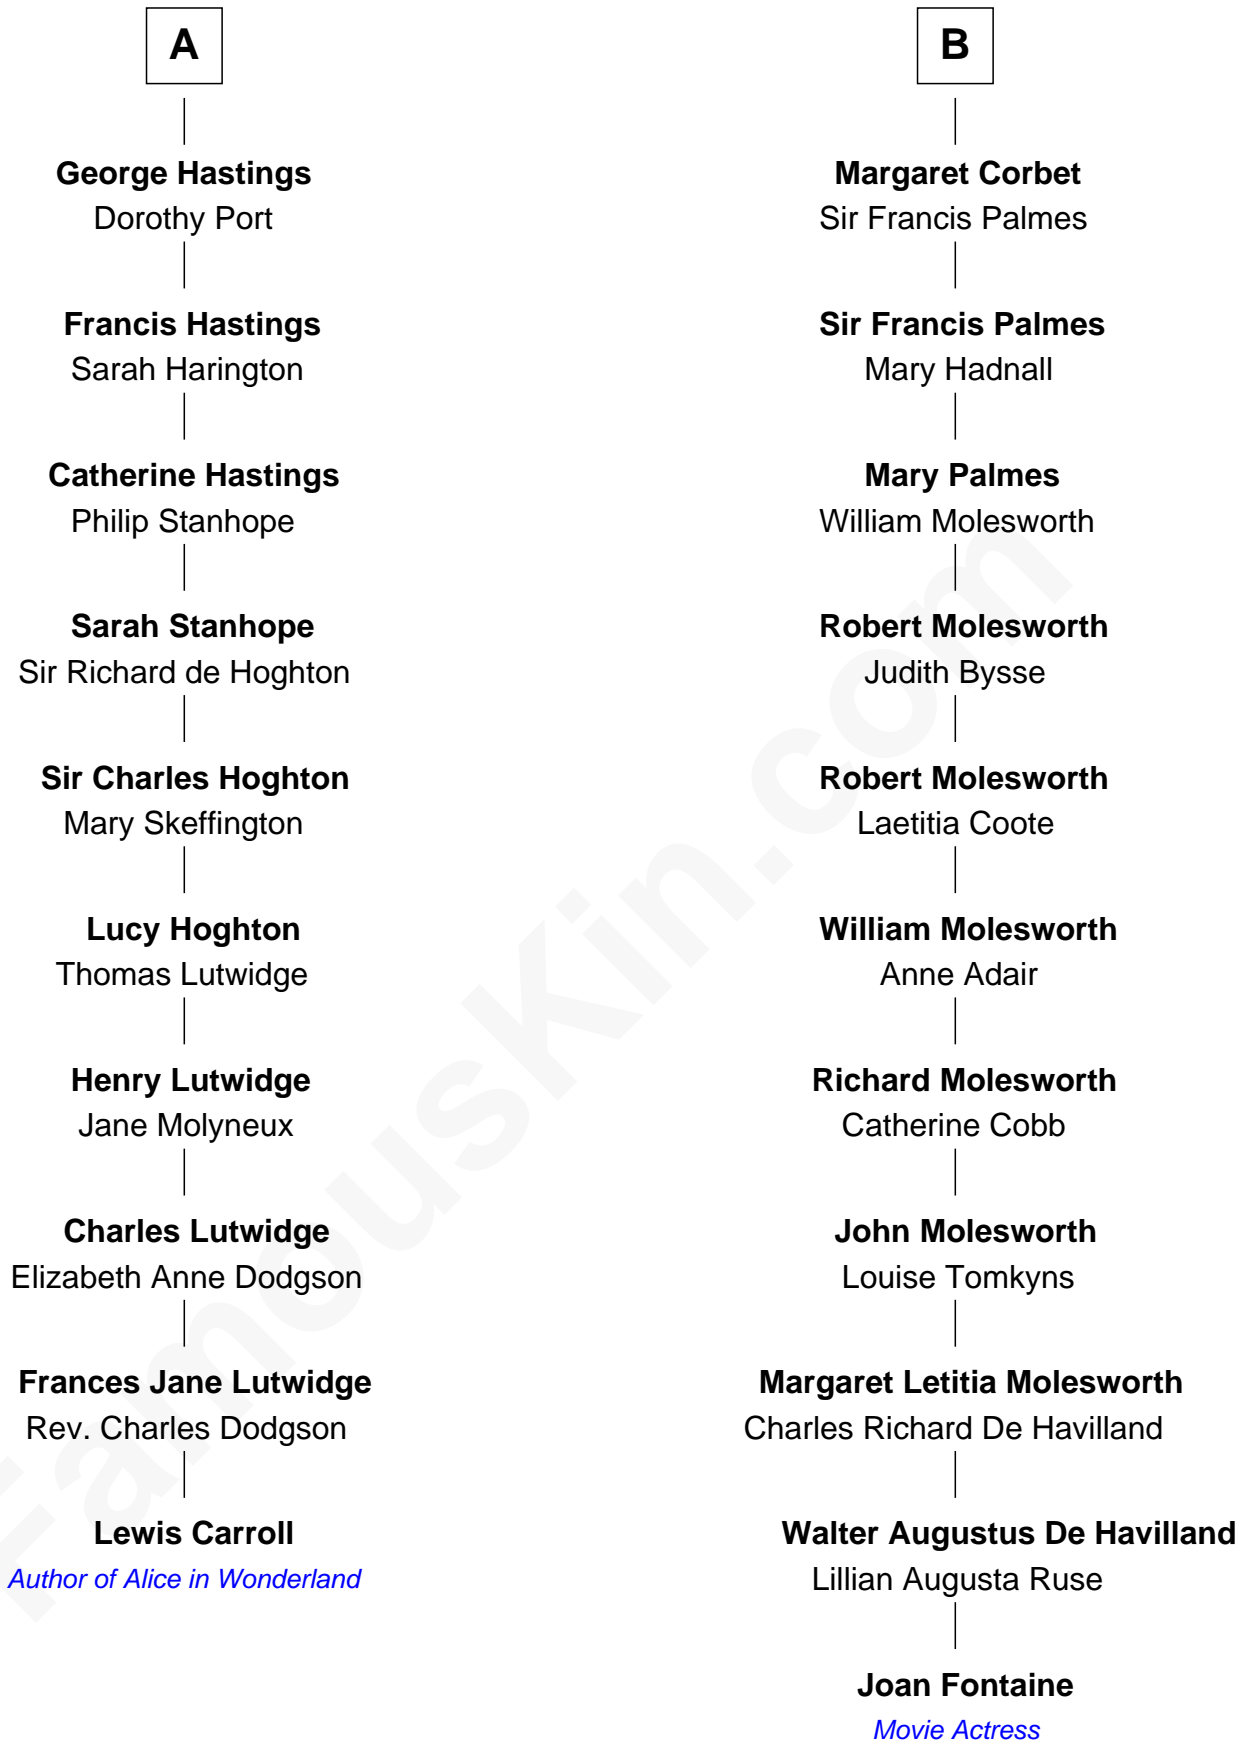 A
George Hastings
Dorothy Port
Francis Hastings
Sarah Harington
Catherine Hastings
Philip Stanhope
Sarah Stanhope
Sir Richard de Hoghton
Sir Charles Hoghton
Mary Skeffington
Lucy Hoghton
Thomas Lutwidge
Henry Lutwidge
Jane Molyneux
Charles Lutwidge
Elizabeth Anne Dodgson
Frances Jane Lutwidge
Rev. Charles Dodgson
Lewis Carroll
Author of Alice in Wonderland
B
Margaret Corbet
Sir Francis Palmes
Sir Francis Palmes
Mary Hadnall
Mary Palmes
William Molesworth
Robert Molesworth
Judith Bysse
Robert Molesworth
Laetitia Coote
William Molesworth
Anne Adair
Richard Molesworth
Catherine Cobb
John Molesworth
Louise Tomkyns
Margaret Letitia Molesworth
Charles Richard De Havilland
Walter Augustus De Havilland
Lillian Augusta Ruse
Joan Fontaine
Movie Actress
FamousKin.com